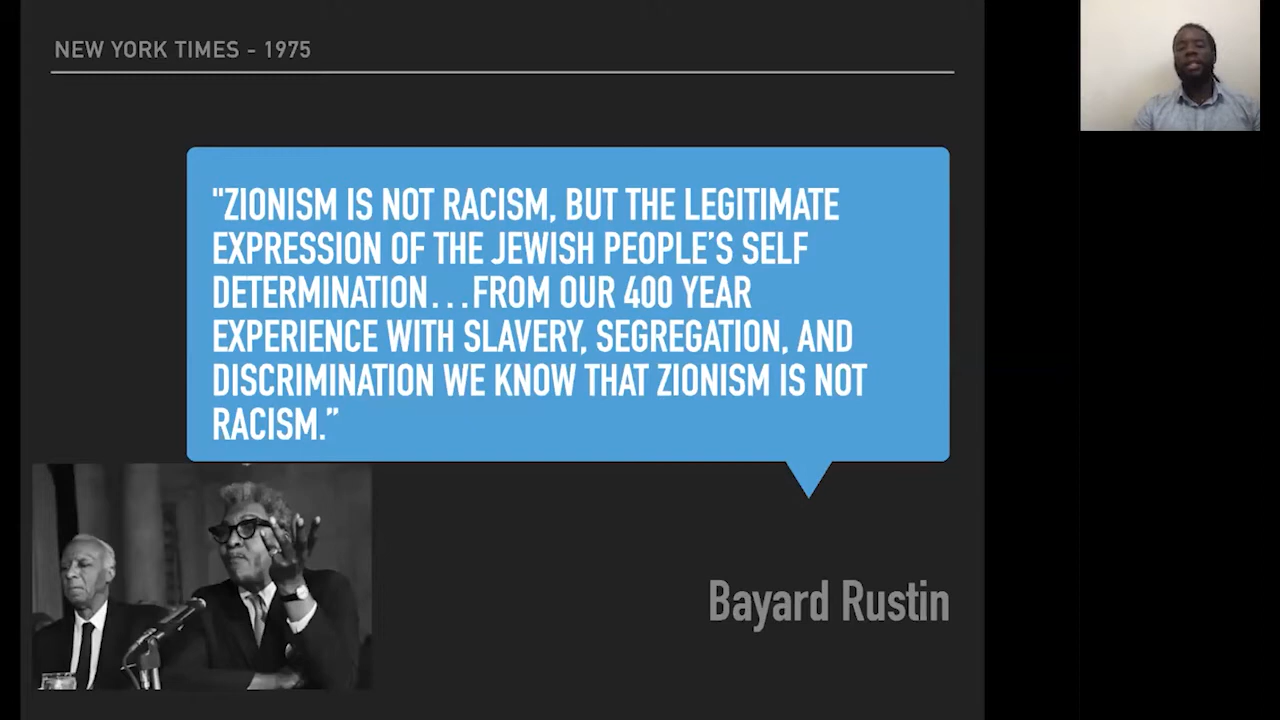 NEW YORK TIMES - 1975
"ZIONISM IS NOT RACISM, BUT THE LEGITIMATE
EXPRESSION OF THE JEWISH PEOPLE’S SELF
DETERMINATION...FROM OUR 400 YEAR
EXPERIENCE WITH SLAVERY, SEGREGATION, AND
DISCRIMINATION WE KNOW THAT ZIONISM IS NOT
RACISM.”
Bayard Rustin